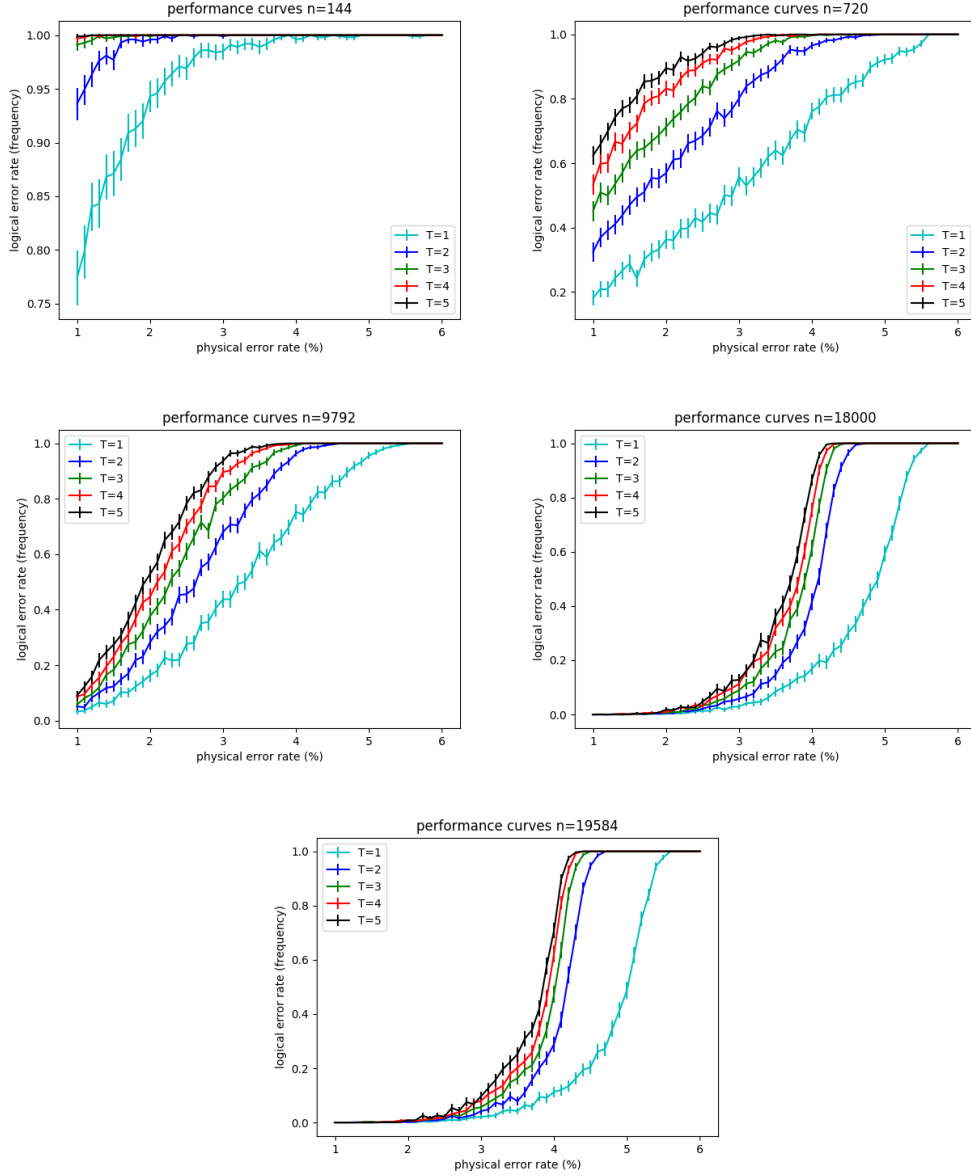 performance curves n=144
1.00
0.95
0.90
0.85
0.80
0.75
logical error rate (frequency)
T=1
T=2
T=3
T=4
T=5
1 2 3 4 5 6
physical error rate (%)
performance curves n=720
1.0
0.8
0.6
0.4
0.2
logical error rate (frequency)
T=1
T=2
T=3
T=4
T=5
1 2 3 4 5 6
physical error rate (%)
performance curves n=9792
1.0
0.8
0.6
0.4
0.2
0.0
logical error rate (frequency)
T=1
T=2
T=3
T=4
T=5
1 2 3 4 5 6
physical error rate (%)
performance curves n=18000
1.0
0.8
0.6
0.4
0.2
0.0
logical error rate (frequency)
T=1
T=2
T=3
T=4
T=5
1 2 3 4 5 6
physical error rate (%)
performance curves n=19584
1.0
0.8
0.6
0.4
0.2
0.0
logical error rate (frequency)
T=1
T=2
T=3
T=4
T=5
1 2 3 4 5 6
physical error rate (%)